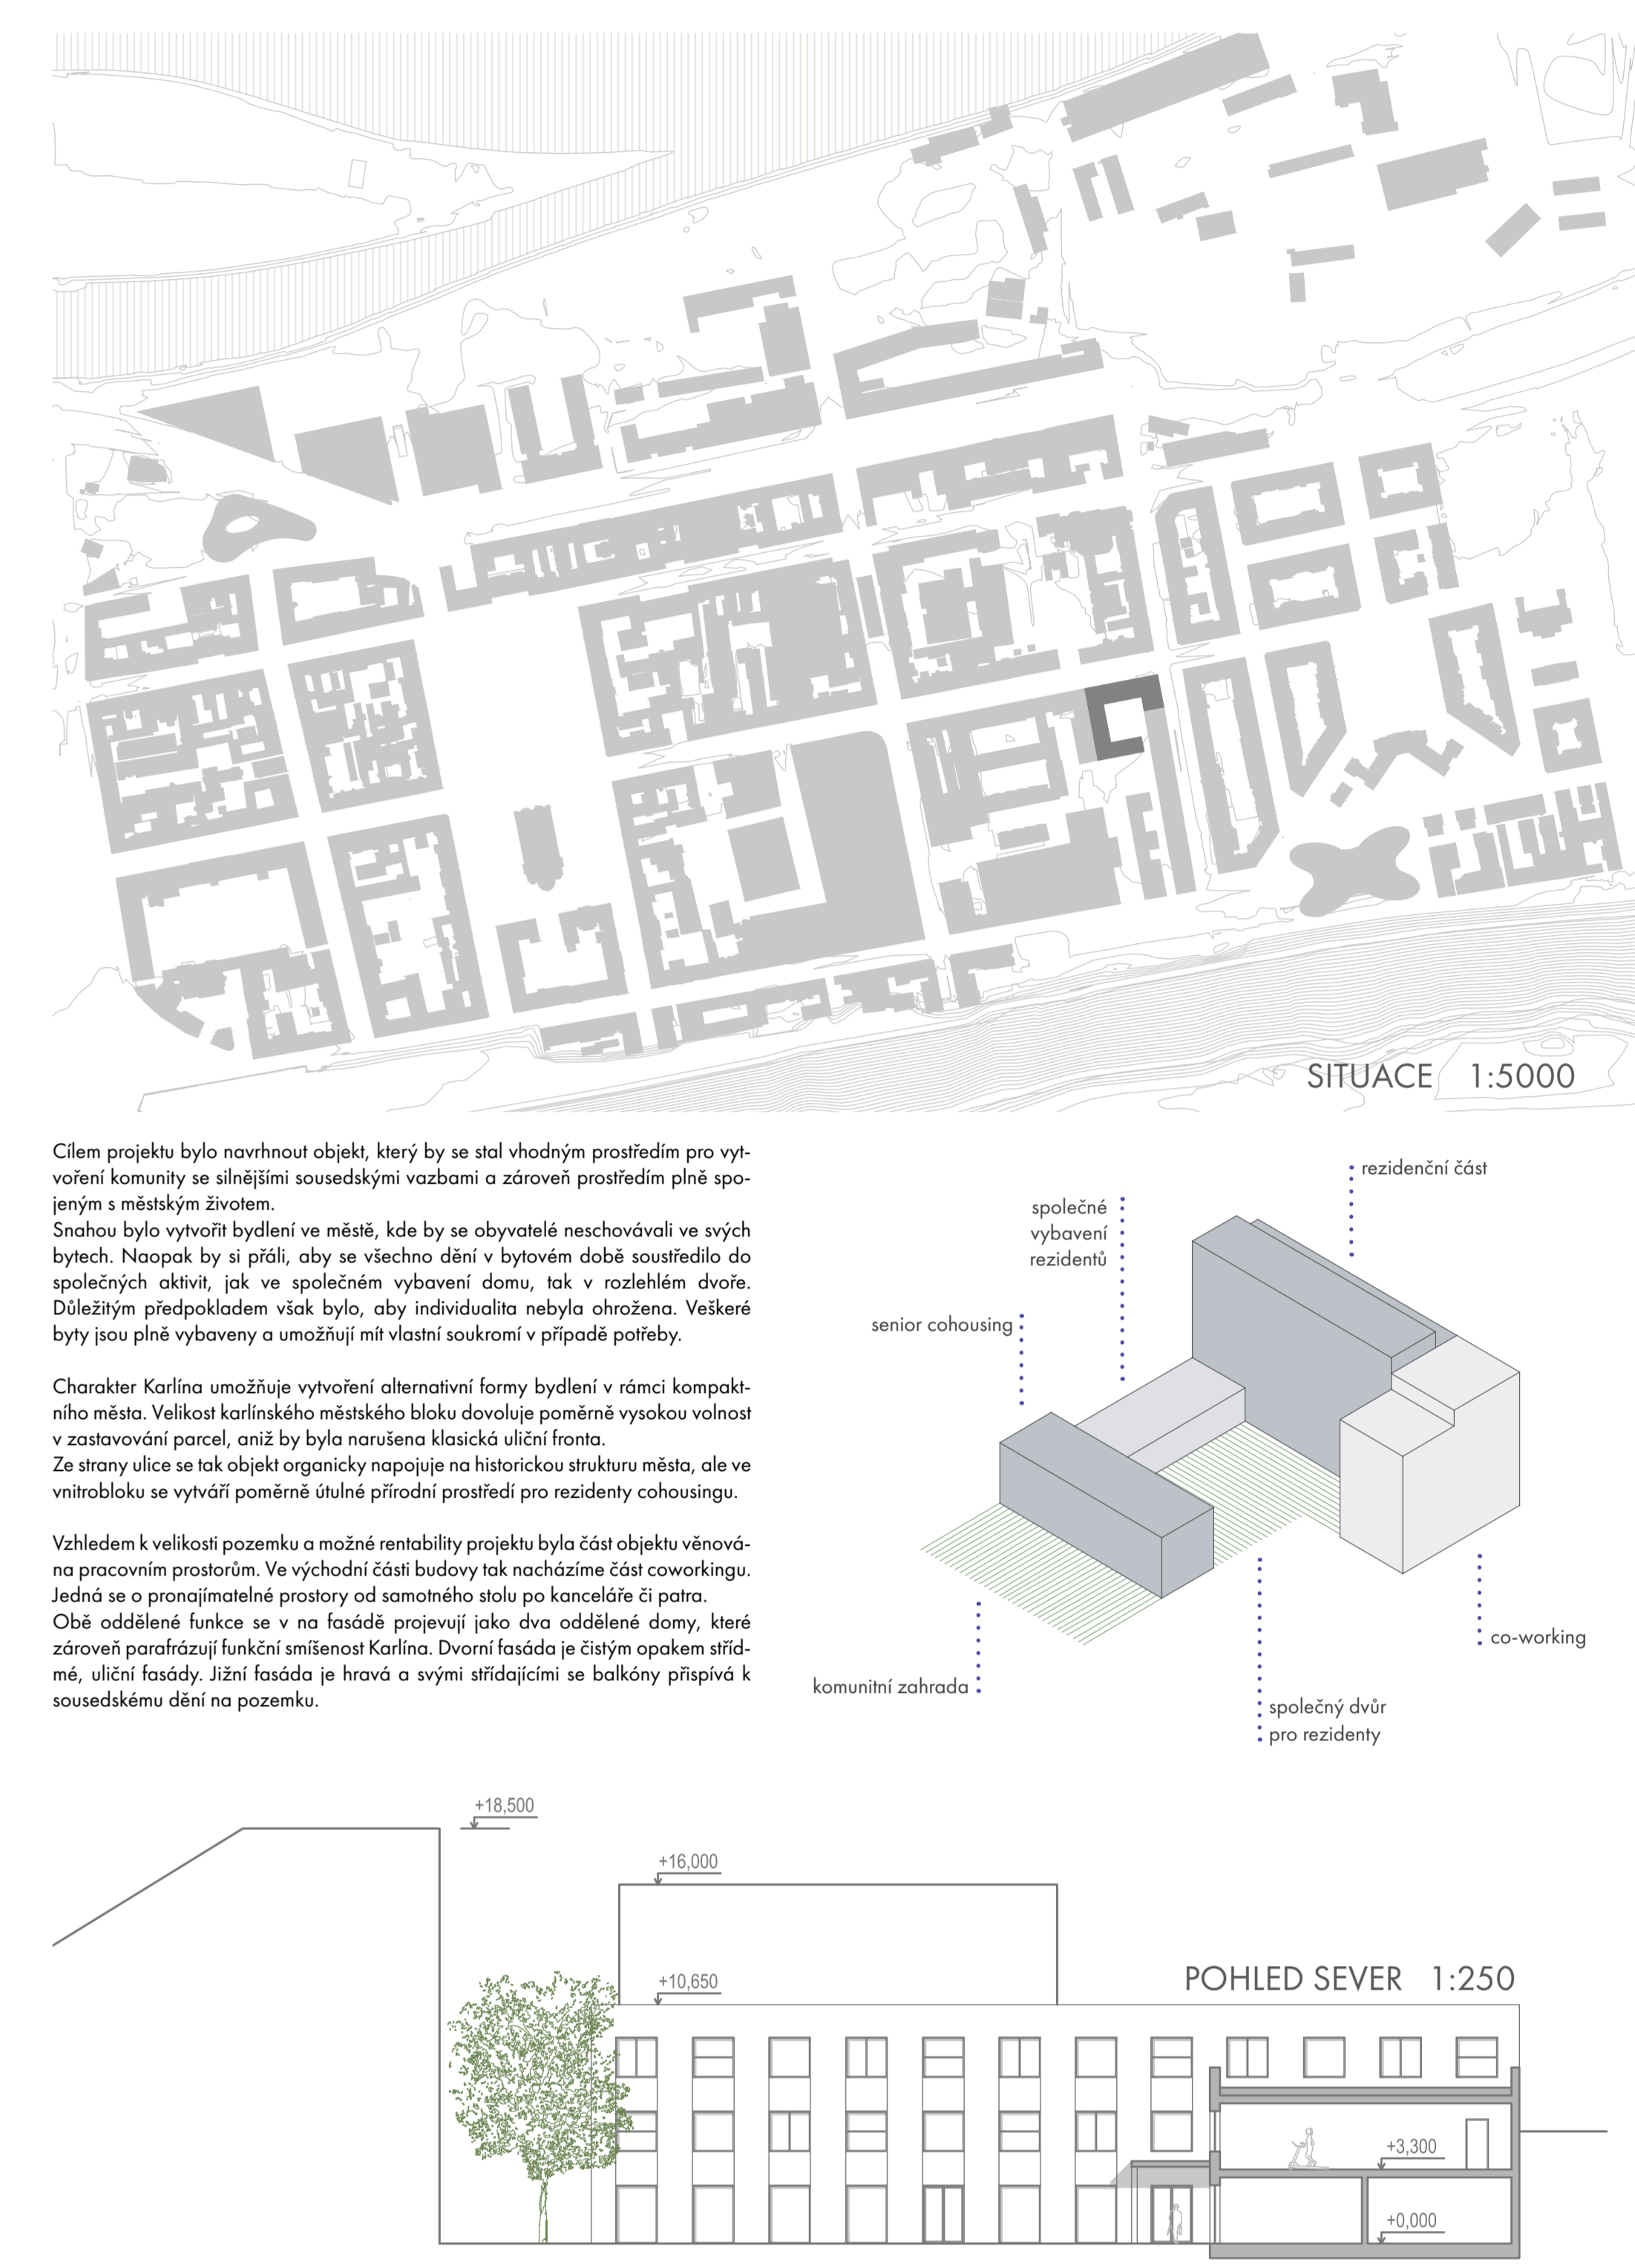 SITUACE 1:5000
Cílem projektu bylo navrhnout objekt, který by se stal vhodným prostředím pro vyt-
voření komunity se silnějšími sousedskými vazbami a zároveň prostředím plně spo-
jeným s městským životem.
Snahou bylo vytvořit bydlení ve městě, kde by se obyvatelé neschovávali ve svých
bytech. Naopak by si přáli, aby se všechno dění v bytovém době soustředilo do
společných aktivit, jak ve společném vybavení domu, tak v rozlehlém dvoře.
Důležitým předpokladem však bylo, aby individualita nebyla ohrožena. Veškeré
byty jsou plně vybaveny a umožňují mít vlastní soukromí v případě potřeby.
Charakter Karlína umožňuje vytvoření alternativní formy bydlení v rámci kompakt-
ního města. Velikost karlínského městského bloku dovoluje poměrně vysokou volnost
v zastavování parcel, aniž by byla narušena klasická uliční fronta.
Ze strany ulice se tak objekt organicky napojuje na historickou strukturu města, ale ve
vnitrobloku se vytváří poměrně útulné přírodní prostředí pro rezidenty cohousingu.
Vzhledem k velikosti pozemku a možné rentability projektu byla část objektu věnová-
na pracovním prostorům. Ve východní části budovy tak nacházíme část coworkingu.
Jedná se o pronajímatelné prostory od samotného stolu po kanceláře či patra.
Obě oddělené funkce se v na fasádě projevují jako dva oddělené domy, které
zároveň parafrázují funkční smíšenost Karlína. Dvorní fasáda je čistým opakem stříd-
mé, uliční fasády. Jižní fasáda je hravá a svými střídajícími se balkóny přispívá k
sousedskému dění na pozemku.
rezidenční část
společné
vybavení
rezidentů
senior cohousing
co-working
komunitní zahrada
společný dvůr
pro rezidenty
+18,500
+16,000
+10,650
POHLED SEVER 1:250
+3,300
+0,000